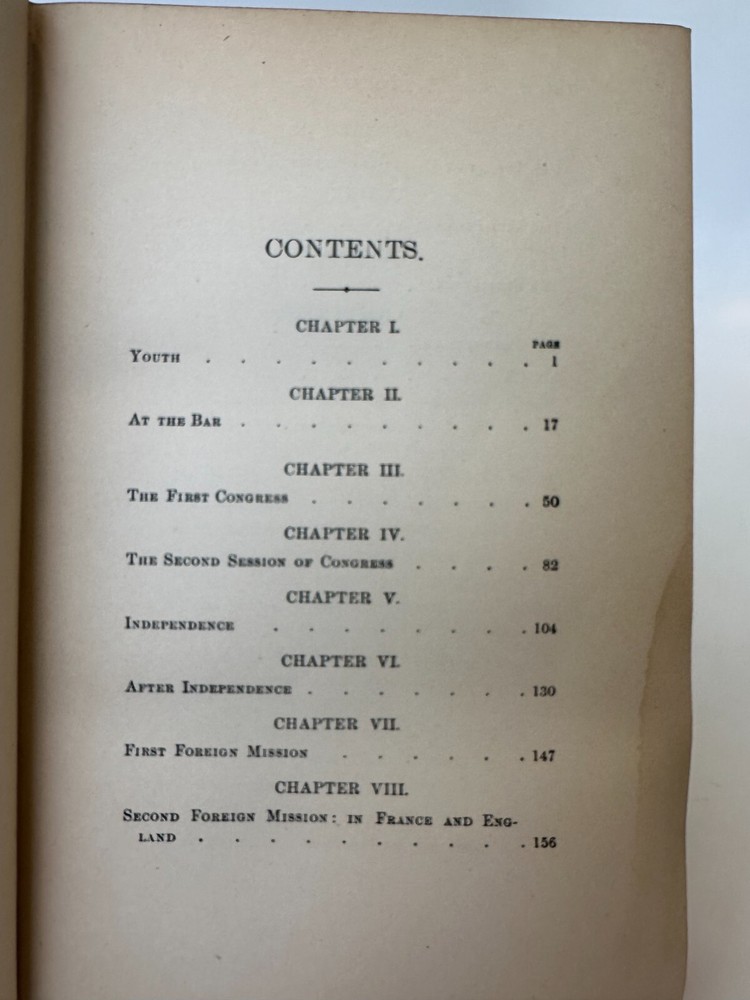 CONTENTS.
CHAPTER I.
PAGE
YOUTH . . . . . . . . . . 1
CHAPTER II.
AT THE BAR . . . . . . . . . 17
CHAPTER III.
THE FIRST CONGRESS . . . . . . . 50
CHAPTER IV.
THE SECOND SESSION OF CONGRESS . . . . 82
CHAPTER V.
INDEPENDENCE . . . . . . . . 104
CHAPTER VI.
AFTER INDEPENDENCE . . . . . . . 130
CHAPTER VII.
FIRST FOREIGN MISSION . . . . . . 147
CHAPTER VIII.
SECOND FOREIGN MISSION: IN FRANCE AND ENG-
LAND . . . . . . . . . . 156